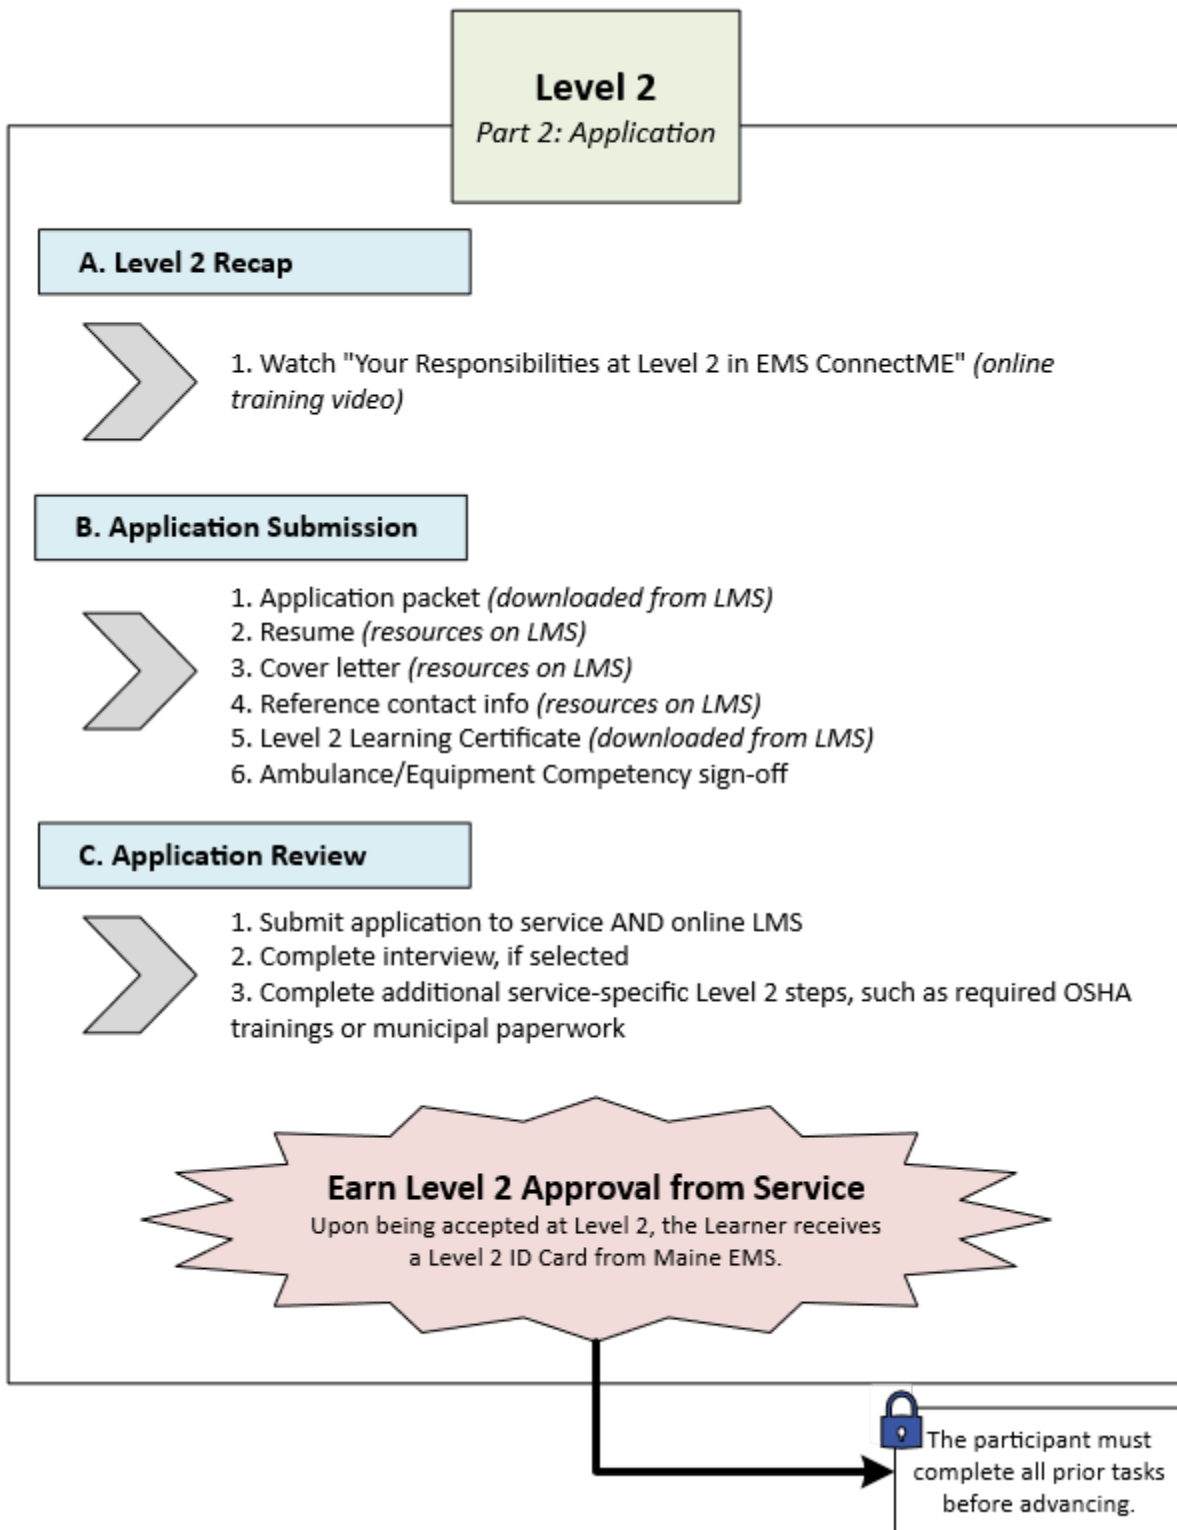 Level 2
Part 2: Application
A. Level 2 Recap
1. Watch "Your Responsibilities at Level 2 in EMS ConnectME" (online
training video)
B. Application Submission
1. Application packet (downloaded from LMS)
2. Resume (resources on LMS)
3. Cover letter (resources on LMS)
4. Reference contact info (resources on LMS)
5. Level 2 Learning Certificate (downloaded from LMS)
6. Ambulance/Equipment Competency sign-off
C. Application Review
1. Submit application to service AND online LMS
2. Complete interview, if selected
3. Complete additional service-specific Level 2 steps, such as required OSHA
trainings or municipal paperwork
Earn Level 2 Approval from Service
Upon being accepted at Level 2, the Learner receives
a Level 2 ID Card from Maine EMS.
The participant must
complete all prior tasks
before advancing.